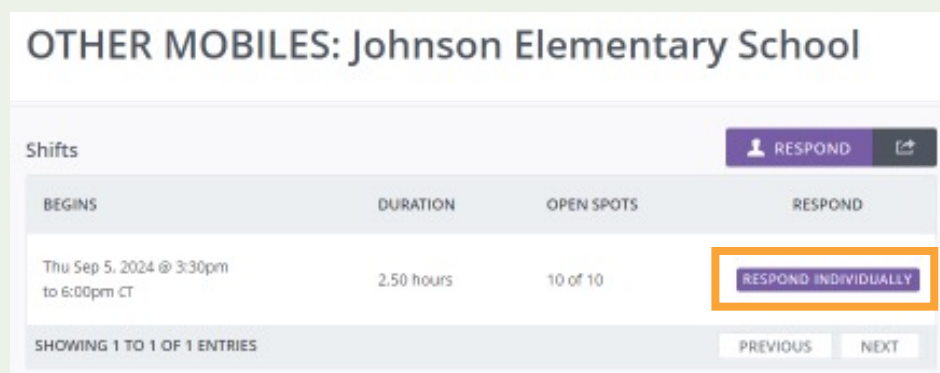 OTHER MOBILES: Johnson Elementary School
Shifts
RESPOND
BEGINS DURATION OPEN SPOTS RESPOND
Thu Sep 5, 2024 @ 3:30pm
to 6:00pm CT
2.50 hours
10 of 10
RESPOND INDIVIDUALLY
SHOWING 1 TO 1 OF 1 ENTRIES
PREVIOUS NEXT